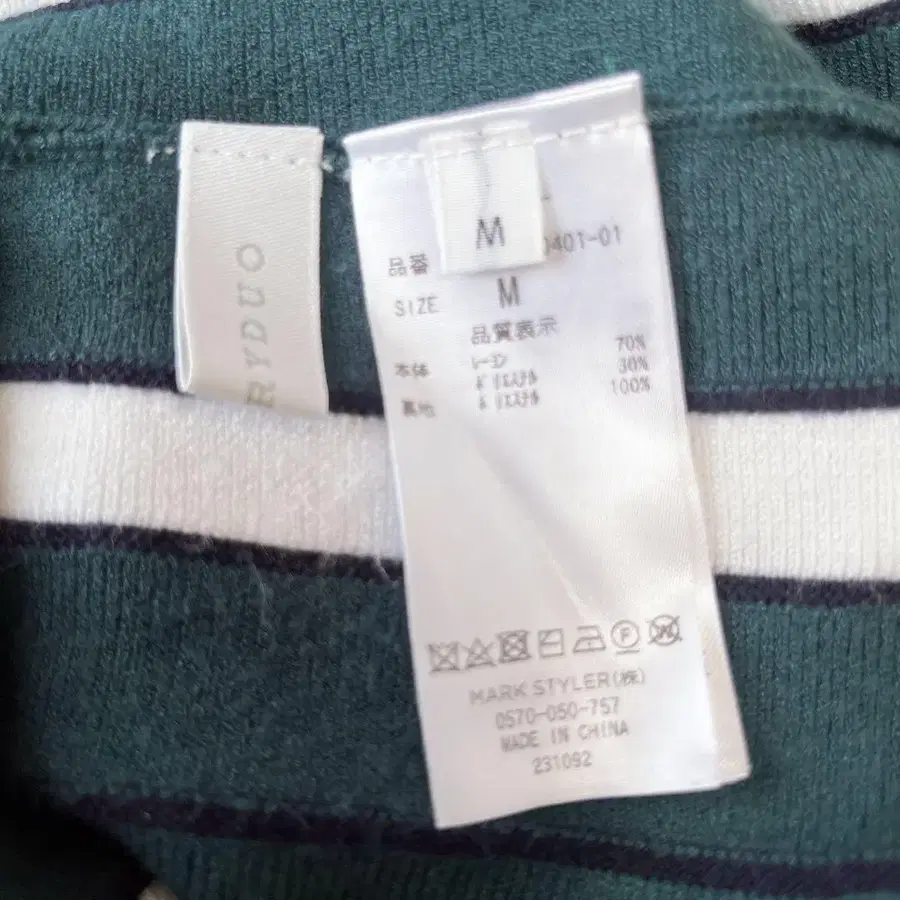 RYDUO
M
品番 0401-01
SIZE M
品質表示
本体 レーヨン 70%
ポリエステル 30%
裏地 ポリエステル 100%
MARK STYLER(株)
0570-050-757
MADE IN CHINA
231092